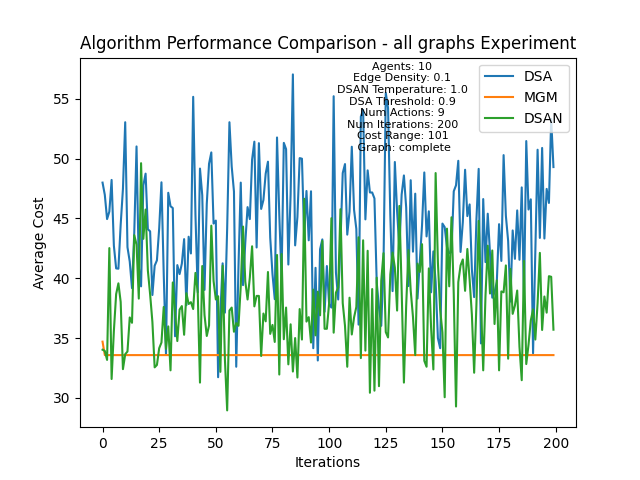 Algorithm Performance Comparison - all graphs Experiment
Agents: 10
Edge Density: 0.1
DSAN Temperature: 1.0
DSA Threshold: 0.9
Num Actions: 9
Num Iterations: 200
Cost Range: 101
Graph: complete
DSA
MGM
DSAN
Average Cost
55
50
45
40
35
30
0 25 50 75 100 125 150 175 200
Iterations